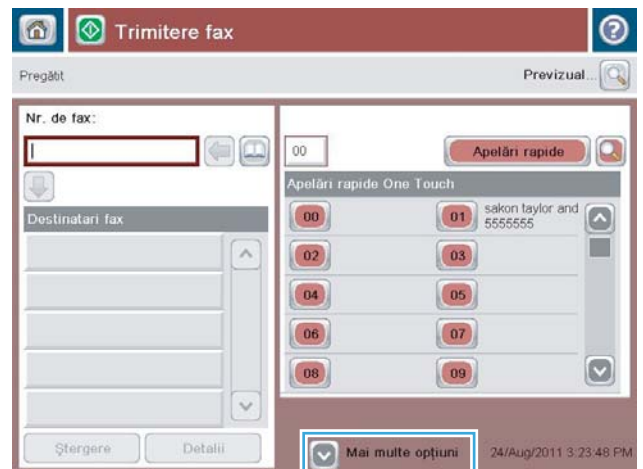 Trimitere fax
Pregătit
Previzual...
Nr. de fax:
00
Apelări rapide
Apelări rapide One Touch
Destinatari fax
00
01 sakon taylor and
5555555
02
03
04
05
06
07
08
09
Ștergere
Detalii
Mai multe opțiuni
24/Aug/2011 3:23:48 PM